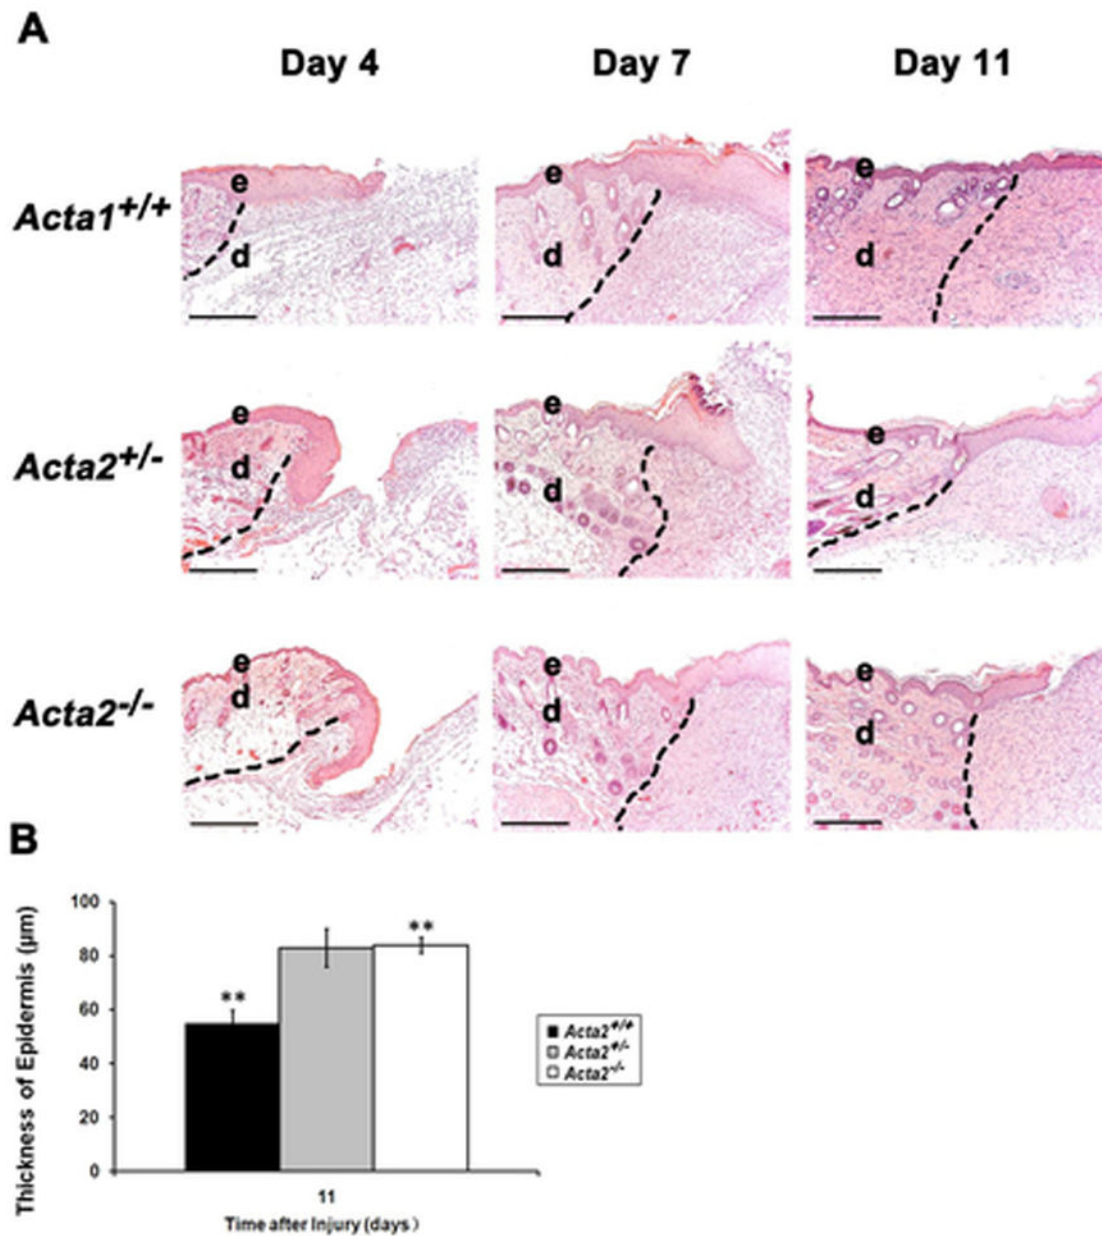 A
Day 4 Day 7 Day 11
Acta1+/+
e e e
d d d
Acta2+/-
e e e
d d d
Acta2-/-
e e e
d d d
B
Thickness of Epidermis (µm)
100
80
60
40
20
0
** **
11
Time after Injury (days)
Acta2+/+
Acta2+/-
Acta2-/-